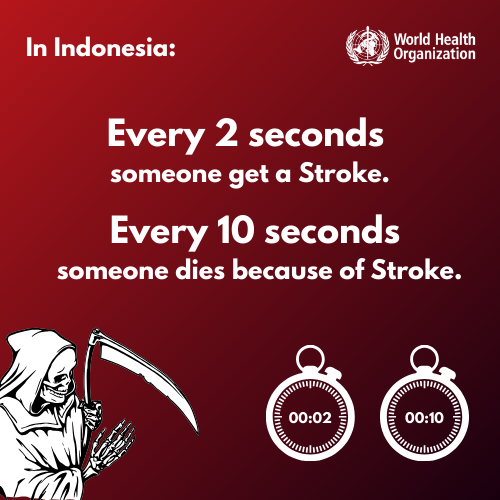 In Indonesia:
World Health
Organization
Every 2 seconds
someone get a Stroke.
Every 10 seconds
someone dies because of Stroke.
00:02
00:10